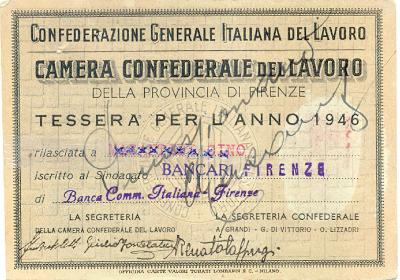 CONFEDERAZIONE GENERALE ITALIANA DEL LAVORO
CAMERA CONFEDERALE DEL LAVORO
DELLA PROVINCIA DI FIRENZE
TESSERA PER L'ANNO 1946
rilasciata a INO
iscritto al Sindacato BANCARI FIRENZE
di Banca Comm. Italiana - Firenze
LA SEGRETERIA
DELLA CAMERA CONFEDERALE DEL LAVORO
LA SEGRETERIA CONFEDERALE
A. GRANDI - G. DI VITTORIO - O. LIZZADRI
OFFICINA CARTE VALORI TURATI LOMBARDI E C. - MILANO